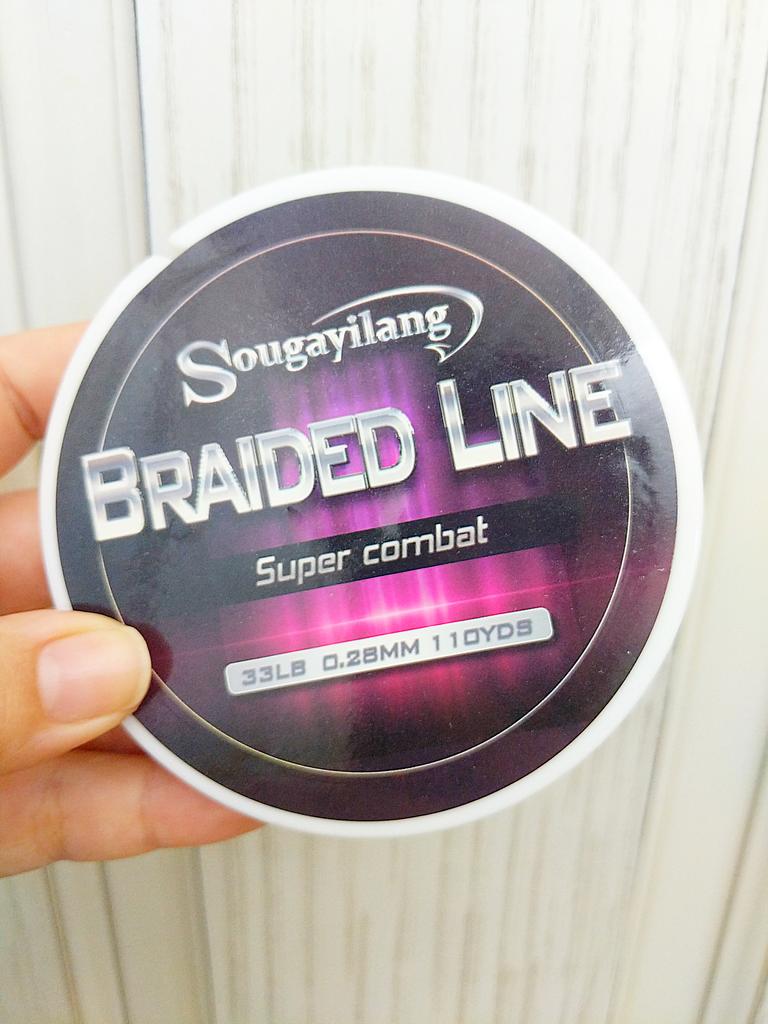 Sougayilang
BRAIDED LINE
Super combat
33LB 0.28MM 110YDS